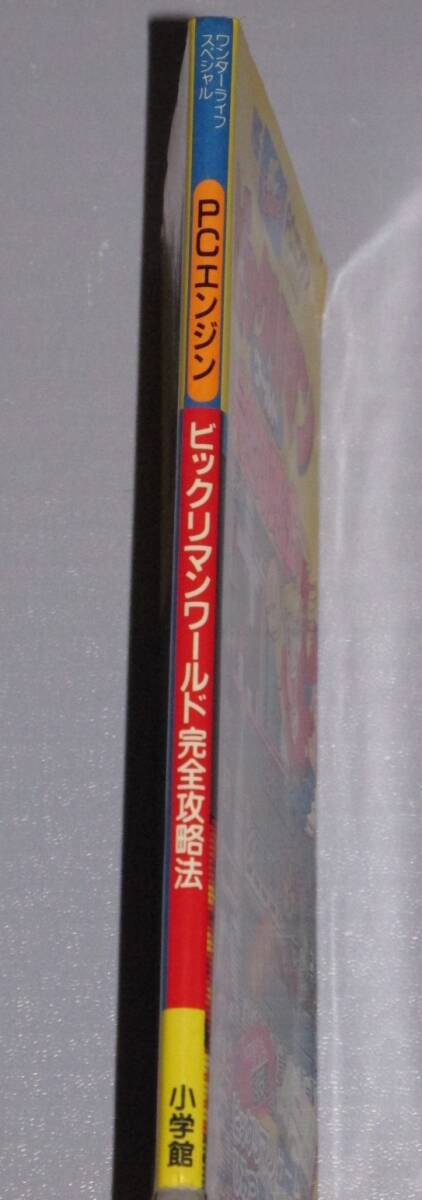 ワンターライフ
スペシャル
PCエンジン
ビックリマンワールド完全攻略法
小学館